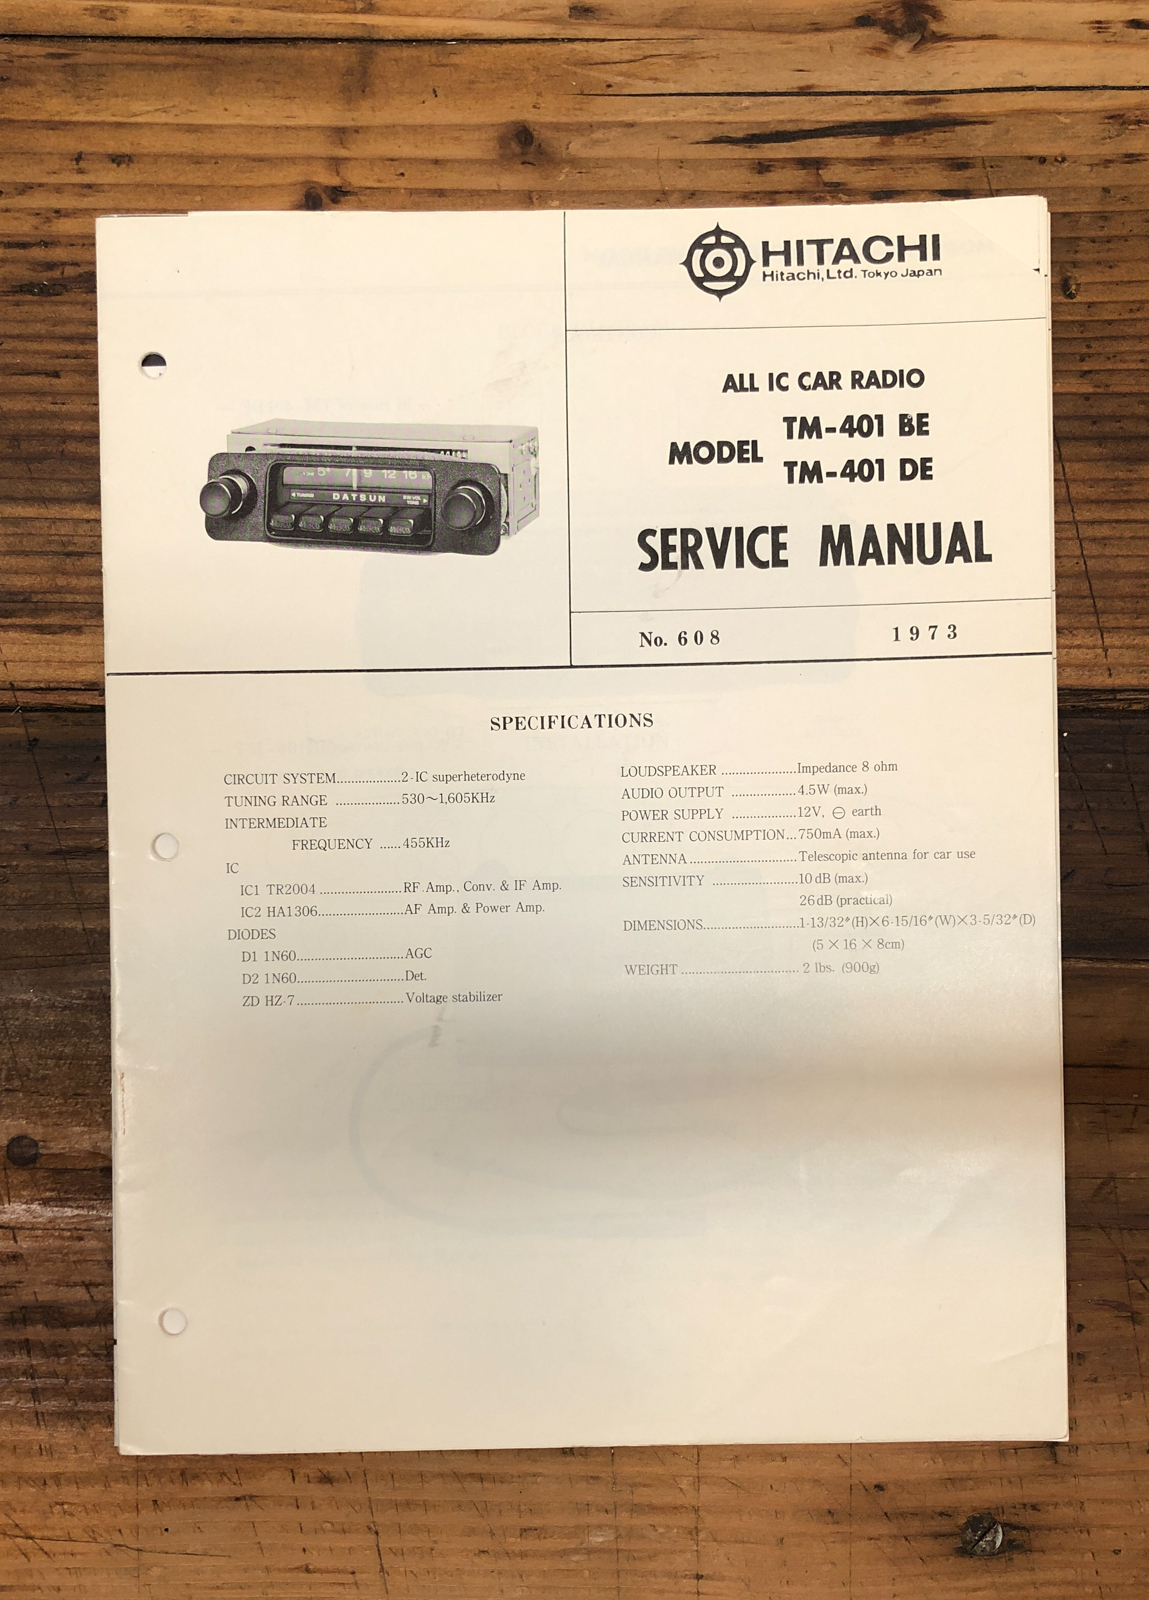 HITACHI
Hitachi, Ltd. Tokyo Japan
ALL IC CAR RADIO
MODEL
TM-401 BE
TM-401 DE
SERVICE MANUAL
No. 608 1973
7 9 12 16
TUNING DATSUN
SPECIFICATIONS
CIRCUIT SYSTEM................2-IC superheterodyne
TUNING RANGE ................530~1,605KHz
INTERMEDIATE
FREQUENCY ......455KHz
IC
IC1 TR2004 .....................RF Amp., Conv. & IF Amp.
IC2 HA1306......................AF Amp. & Power Amp.
DIODES
D1 1N60...........................AGC
D2 1N60...........................Det.
ZD HZ-7...........................Voltage stabilizer
LOUDSPEAKER ...................Impedance 8 ohm
AUDIO OUTPUT ................4.5W (max.)
POWER SUPPLY ................12V, ⊖ earth
CURRENT CONSUMPTION...750mA (max.)
ANTENNA...........................Telescopic antenna for car use
SENSITIVITY .....................10dB (max.)
26dB (practical)
DIMENSIONS........................1-13/32"(H)×6-15/16"(W)×3-5/32"(D)
(5 × 16 × 8cm)
WEIGHT .............................2 lbs. (900g)